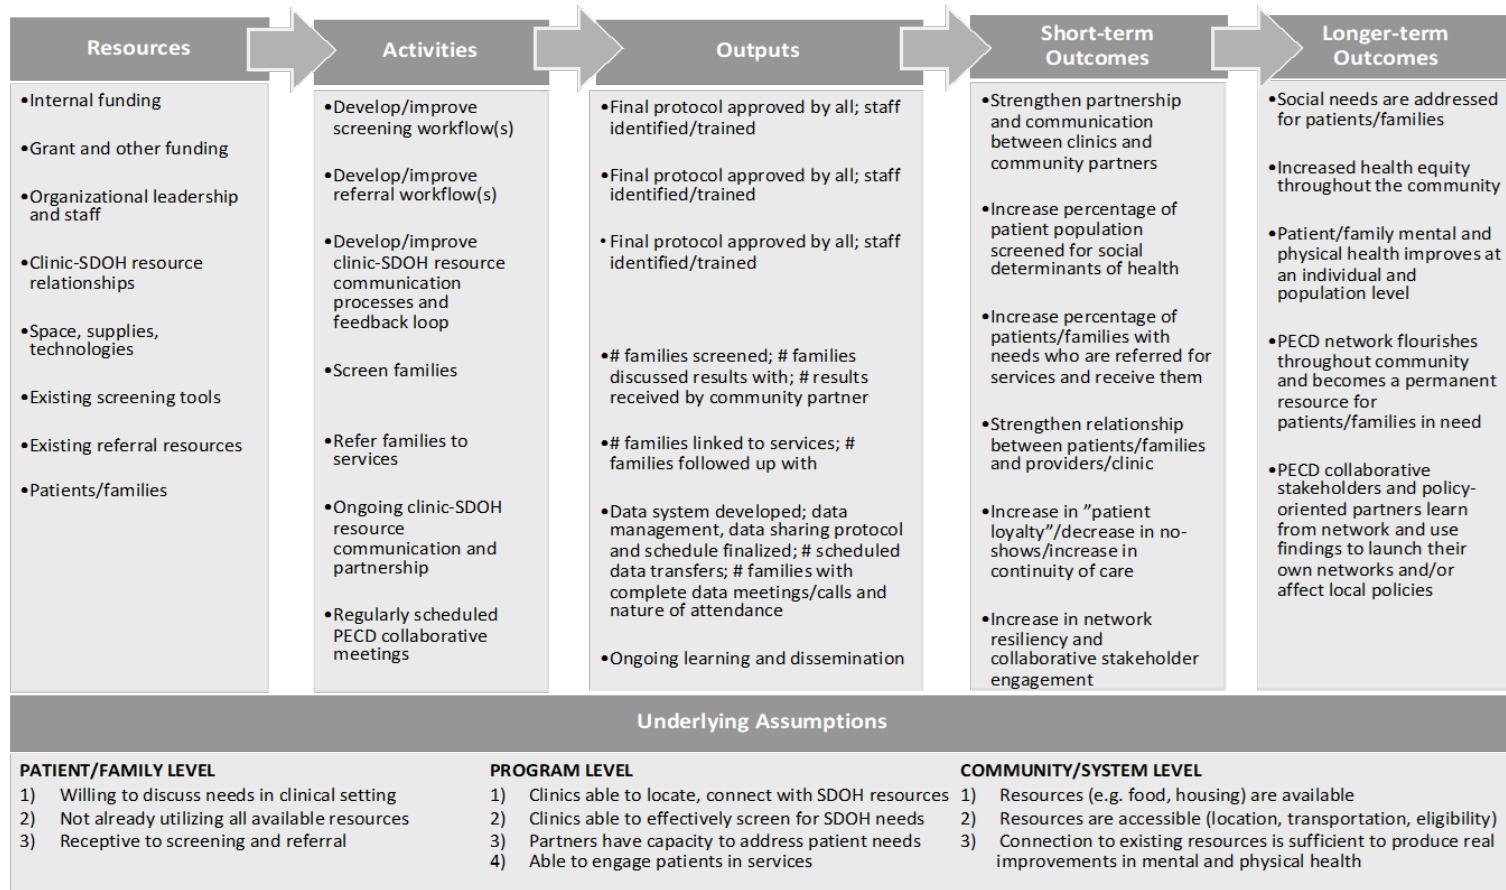 Resources
Activities
Outputs
Short-term
Outcomes
Longer-term
Outcomes
•Internal funding
•Grant and other funding
•Organizational leadership
and staff
•Clinic-SDOH resource
relationships
•Space, supplies,
technologies
•Existing screening tools
•Existing referral resources
•Patients/families
•Develop/improve
screening workflow(s)
•Develop/improve
referral workflow(s)
•Develop/improve
clinic-SDOH resource
communication
processes and
feedback loop
•Screen families
•Refer families to
services
•Ongoing clinic-SDOH
resource
communication and
partnership
•Regularly scheduled
PECD collaborative
meetings
•Final protocol approved by all; staff
identified/trained
•Final protocol approved by all; staff
identified/trained
• Final protocol approved by all; staff
identified/trained
•# families screened; # families
discussed results with; # results
received by community partner
•# families linked to services; #
families followed up with
•Data system developed; data
management, data sharing protocol
and schedule finalized; # scheduled
data transfers; # families with
complete data meetings/calls and
nature of attendance
•Ongoing learning and dissemination
•Strengthen partnership
and communication
between clinics and
community partners
•Increase percentage of
patient population
screened for social
determinants of health
•Increase percentage of
patients/families with
needs who are referred for
services and receive them
•Strengthen relationship
between patients/families
and providers/clinic
•Increase in ”patient
loyalty”/decrease in no-
shows/increase in
continuity of care
•Increase in network
resiliency and
collaborative stakeholder
engagement
•Social needs are addressed
for patients/families
•Increased health equity
throughout the community
•Patient/family mental and
physical health improves at
an individual and
population level
•PECD network flourishes
throughout community
and becomes a permanent
resource for
patients/families in need
•PECD collaborative
stakeholders and policy-
oriented partners learn
from network and use
findings to launch their
own networks and/or
affect local policies
Underlying Assumptions
PATIENT/FAMILY LEVEL
1) Willing to discuss needs in clinical setting
2) Not already utilizing all available resources
3) Receptive to screening and referral
PROGRAM LEVEL
1) Clinics able to locate, connect with SDOH resources
2) Clinics able to effectively screen for SDOH needs
3) Partners have capacity to address patient needs
4) Able to engage patients in services
COMMUNITY/SYSTEM LEVEL
1) Resources (e.g. food, housing) are available
2) Resources are accessible (location, transportation, eligibility)
3) Connection to existing resources is sufficient to produce real
improvements in mental and physical health